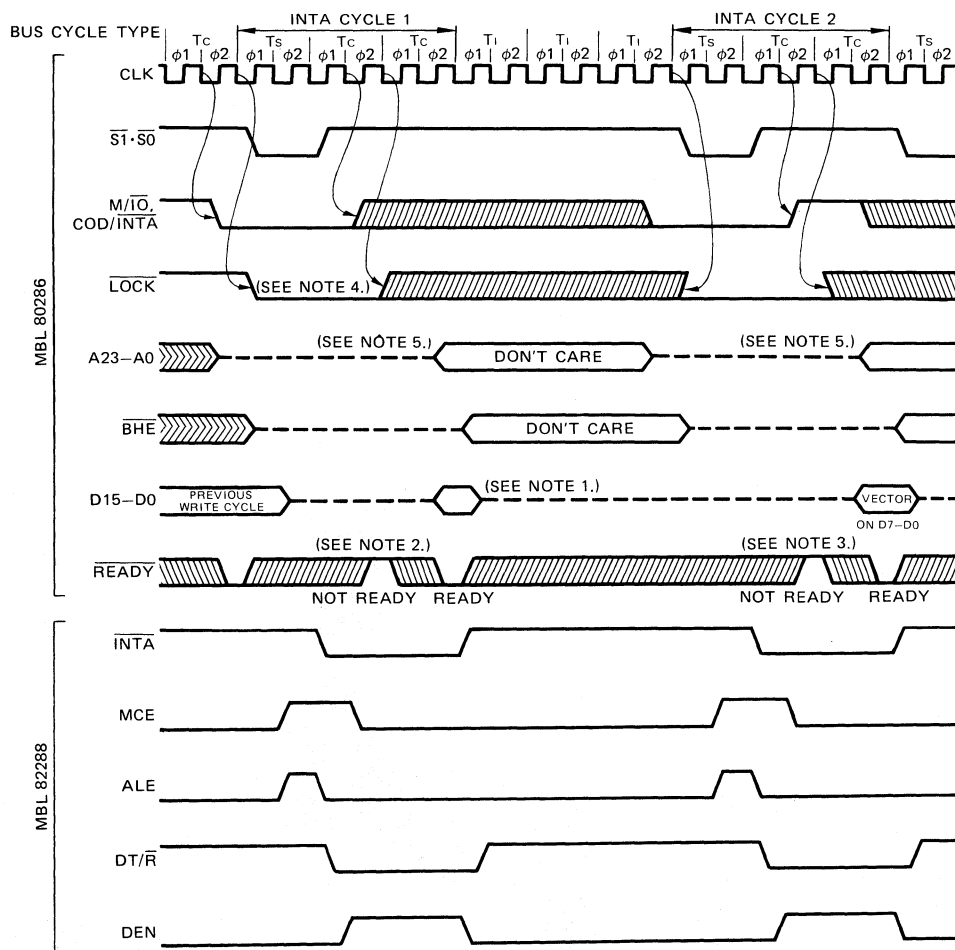 INTA CYCLE 1 INTA CYCLE 2
BUS CYCLE TYPE TC TS TC TC TI TI TI TS TC TC TS
φ1 φ2 φ1 φ2 φ1 φ2 φ1 φ2 φ1 φ2 φ1 φ2 φ1 φ2 φ1 φ2 φ1 φ2 φ1 φ2 φ1 φ2
CLK
S1·S0
M/IO,
COD/INTA
LOCK (SEE NOTE 4.)
MBL 80286
A23–A0 (SEE NOTE 5.) DON'T CARE (SEE NOTE 5.)
BHE DON'T CARE
D15–D0 PREVIOUS WRITE CYCLE (SEE NOTE 1.) VECTOR
ON D7–D0
(SEE NOTE 2.) (SEE NOTE 3.)
READY
NOT READY READY NOT READY READY
INTA
MCE
MBL 82288
ALE
DT/R
DEN